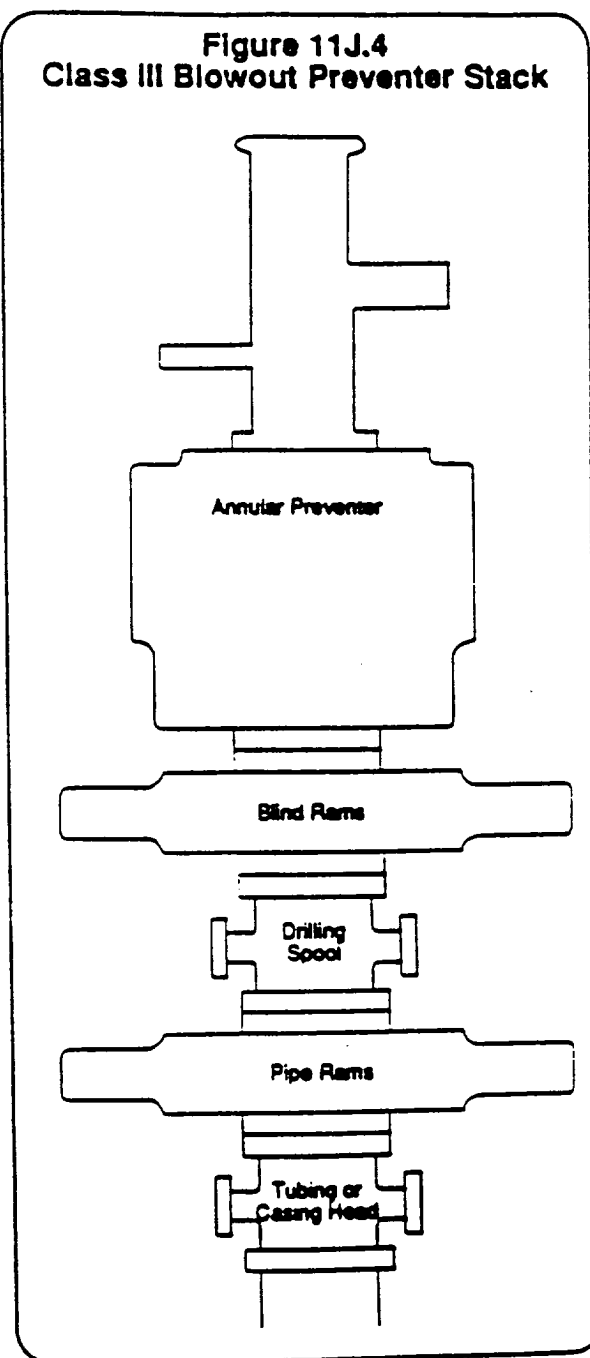 Figure 11J.4
Class III Blowout Preventer Stack
Annular Preventer
Blind Rams
Drilling
Spool
Pipe Rams
Tubing or
Casing Head